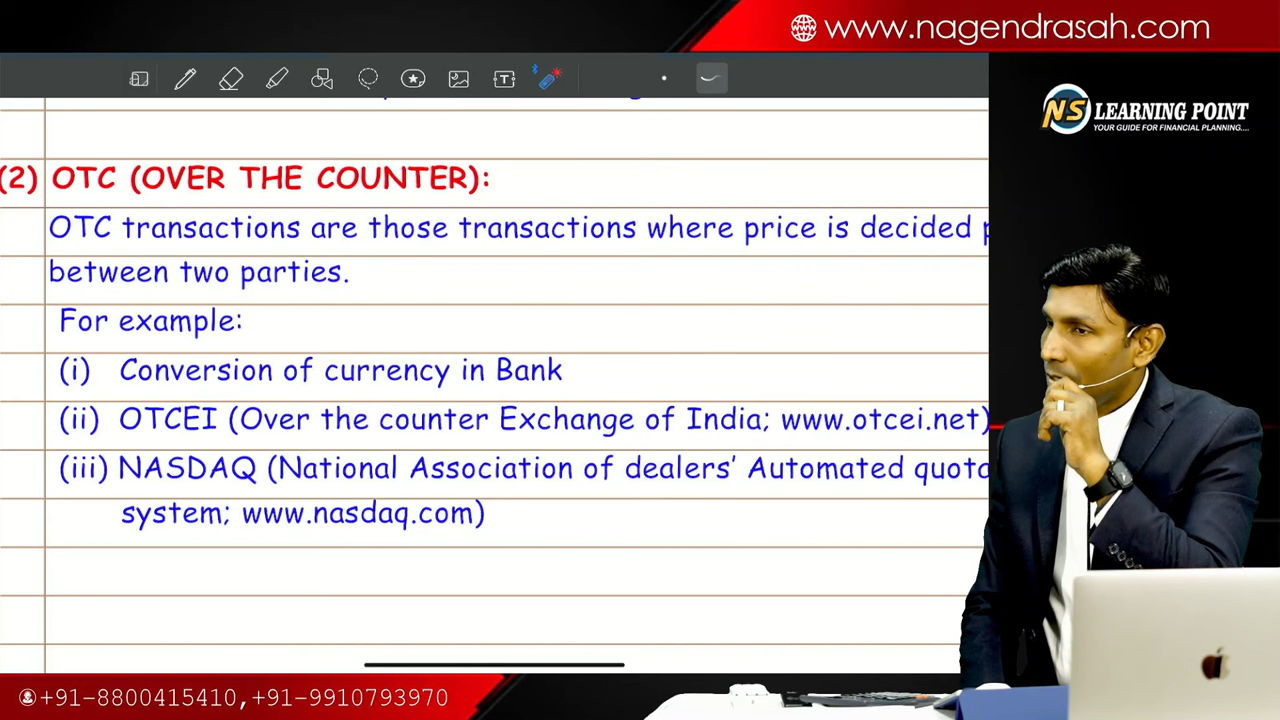 www.nagendrasah.com
NS LEARNING POINT
YOUR GUIDE FOR FINANCIAL PLANNING....
(2) OTC (OVER THE COUNTER):
OTC transactions are those transactions where price is decided
between two parties.
For example:
(i) Conversion of currency in Bank
(ii) OTCEI (Over the counter Exchange of India; www.otcei.net)
(iii) NASDAQ (National Association of dealers' Automated quota
system; www.nasdaq.com)
+91-8800415410,+91-9910793970